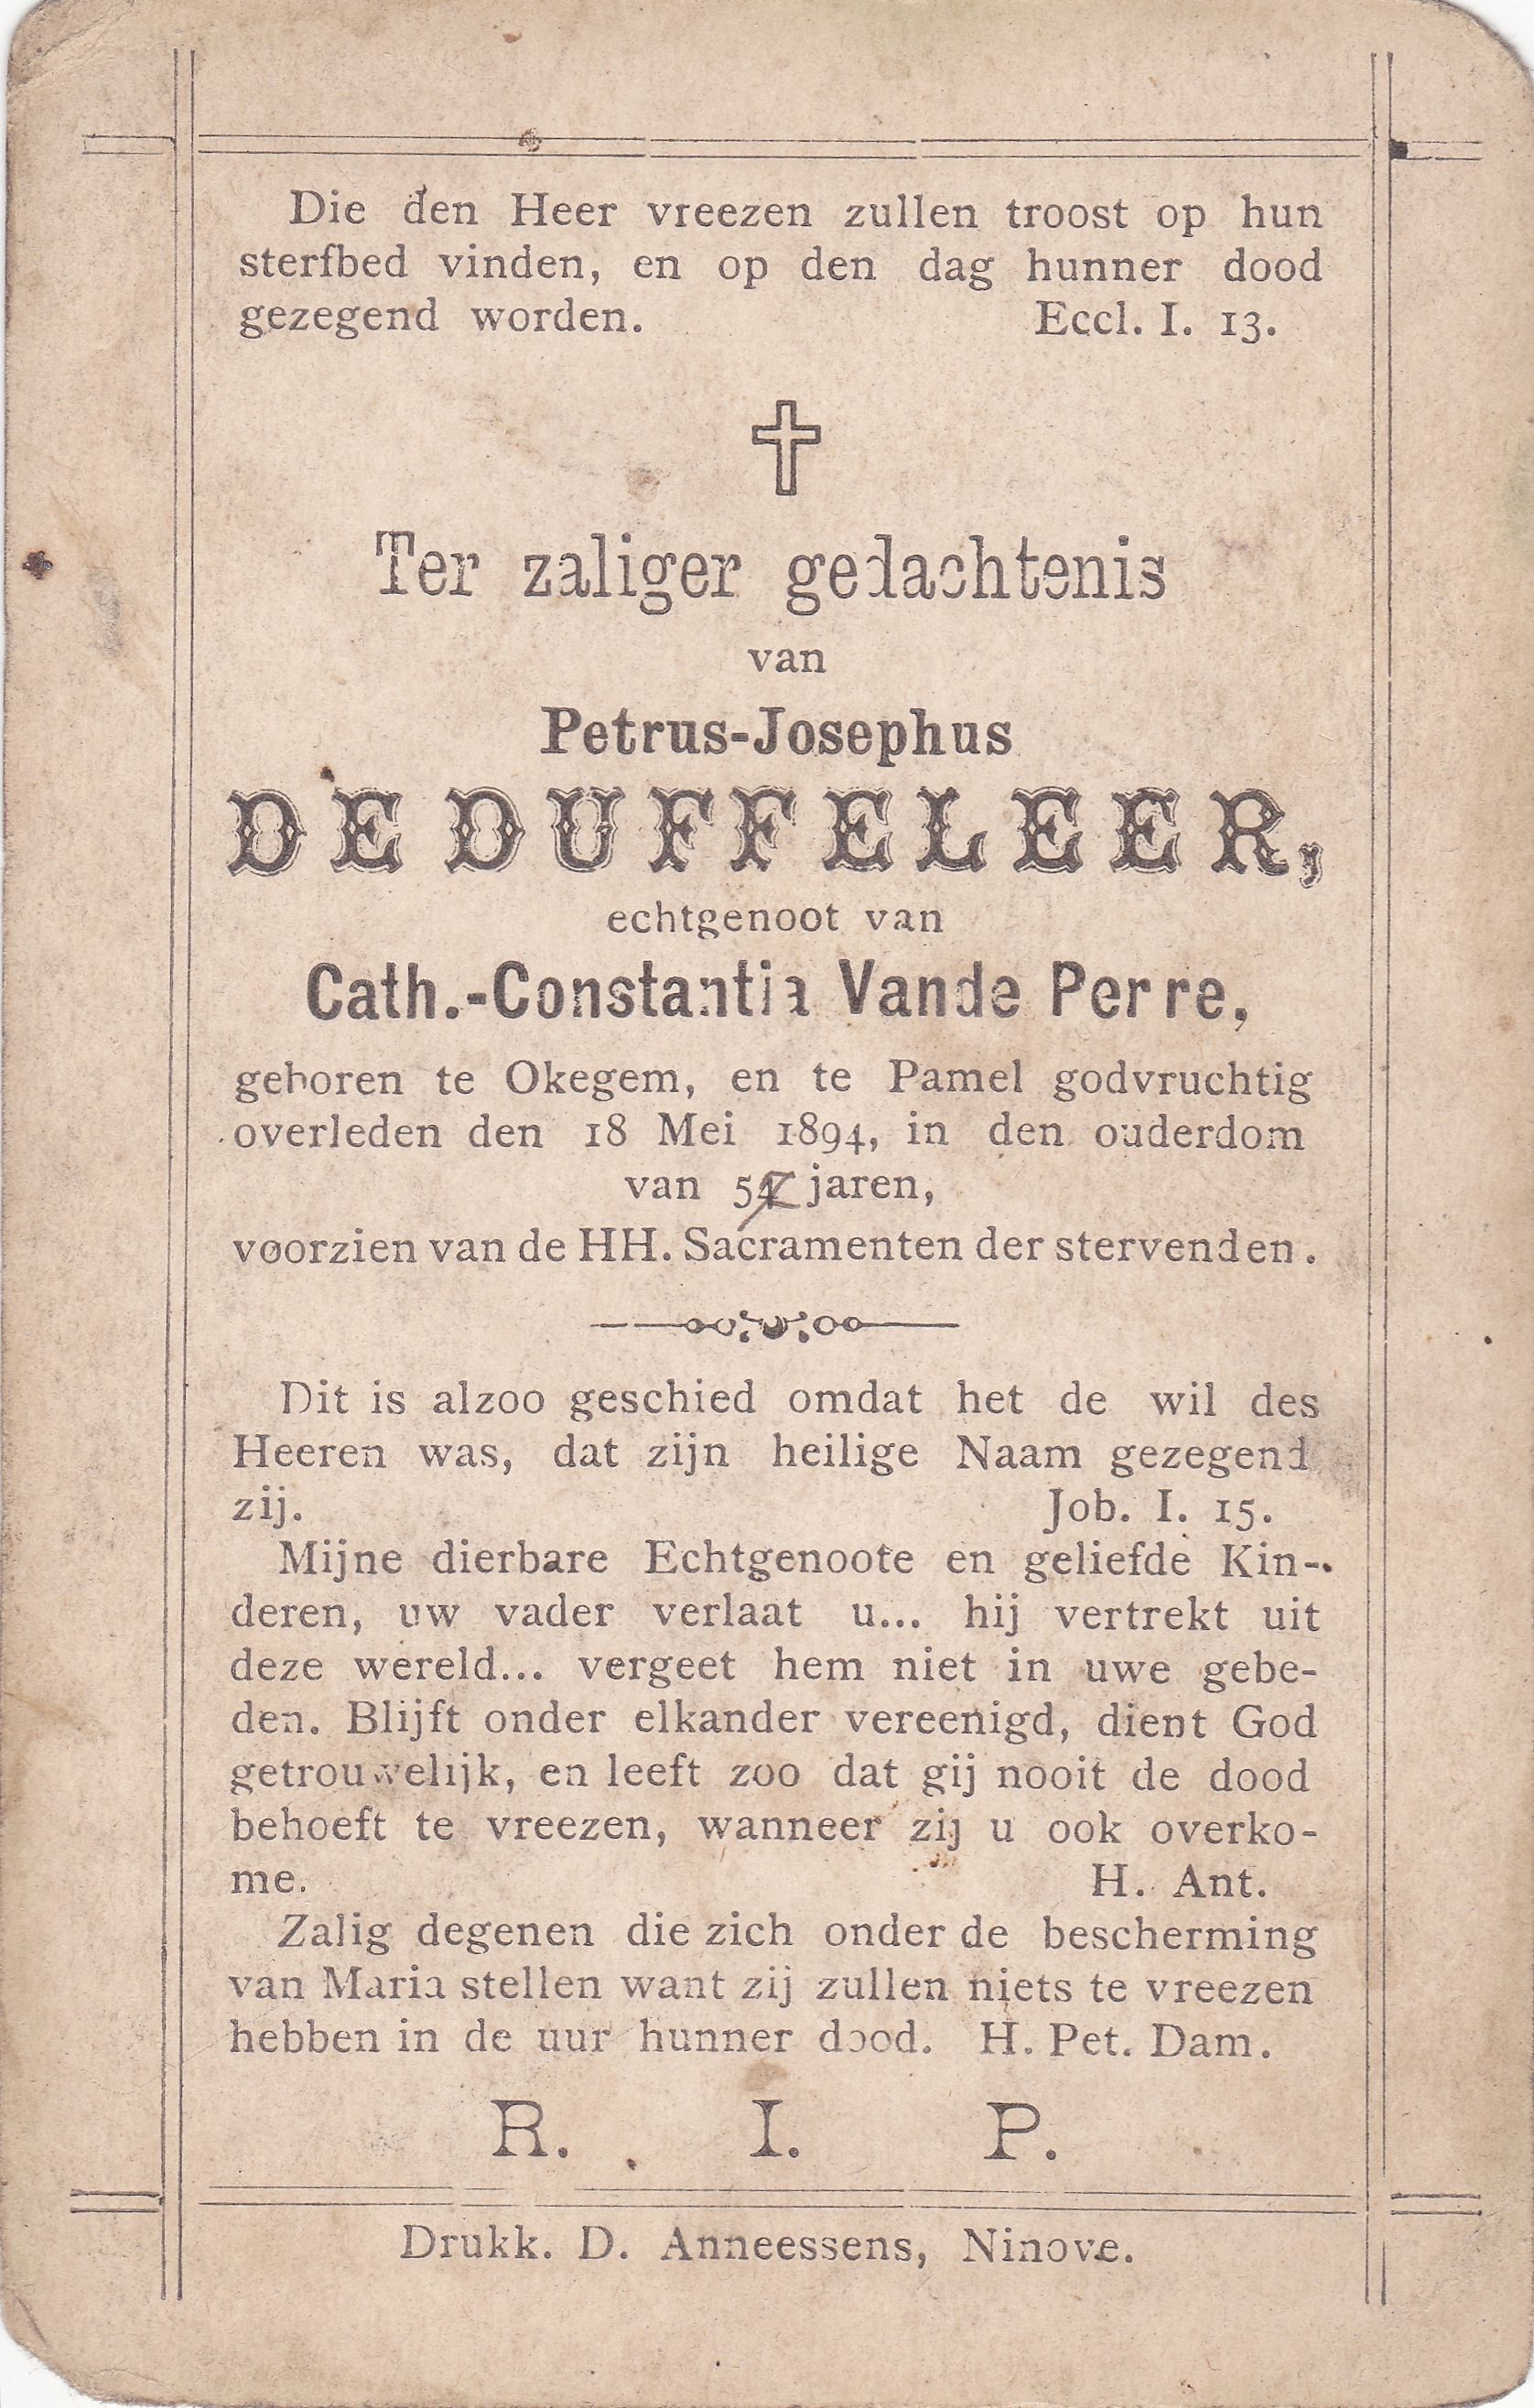 Die den Heer vreezen zullen troost op hun
sterfbed vinden, en op den dag hunner dood
gezegend worden. Eccl. I. 13.
Ter zaliger gedachtenis
van
Petrus-Josephus
DE DUFFELEER,
echtgenoot van
Cath.-Constantia Vande Perre,
geboren te Okegem, en te Pamel godvruchtig
overleden den 18 Mei 1894, in den ouderdom
van jaren,
voorzien van de HH. Sacramenten der stervenden.
Dit is alzoo geschied omdat het de wil des
Heeren was, dat zijn heilige Naam gezegend
zij. Job. I. 15.
Mijne dierbare Echtgenoote en geliefde Kin-
deren, uw vader verlaat u... hij vertrekt uit
deze wereld... vergeet hem niet in uwe gebe-
den. Blijft onder elkander vereenigd, dient God
getrouwelijk, en leeft zoo dat gij nooit de dood
behoeft te vreezen, wanneer zij u ook overko-
me. H. Ant.
Zalig degenen die zich onder de bescherming
van Maria stellen want zij zullen niets te vreezen
hebben in de uur hunner dood. H. Pet. Dam.
R. I. P.
Drukk. D. Anneessens, Ninove.